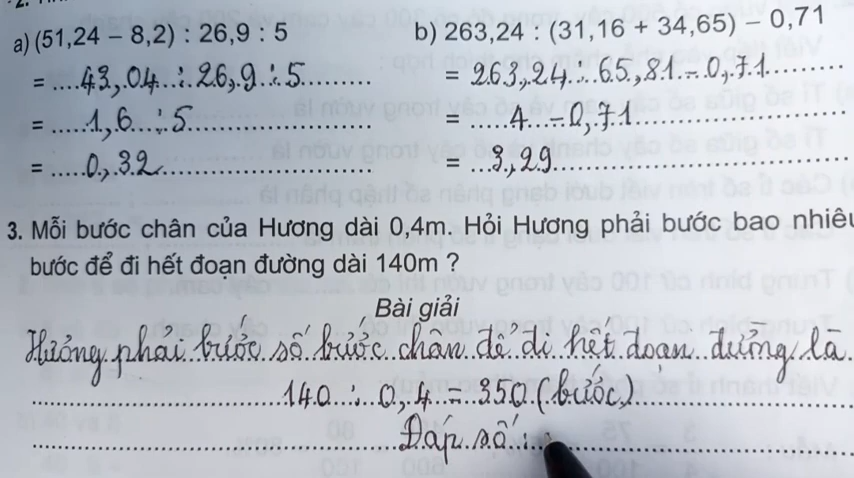 a) (51,24 – 8,2) : 26,9 : 5
= ....43,04 : 26,9 : 5..........
= .....1,6 : 5..........
= .....0,32..........
b) 263,24 : (31,16 + 34,65) – 0,71
= 263,24 : 65,81 – 0,71..........
= ....4 – 0,71..........
= ...3,29..........
3. Mỗi bước chân của Hương dài 0,4m. Hỏi Hương phải bước bao nhiêu
bước để đi hết đoạn đường dài 140m ?
Bài giải
Hương phải bước số bước chân để đi hết đoạn đường là
140 : 0,4 = 350 (bước)
Đáp số :